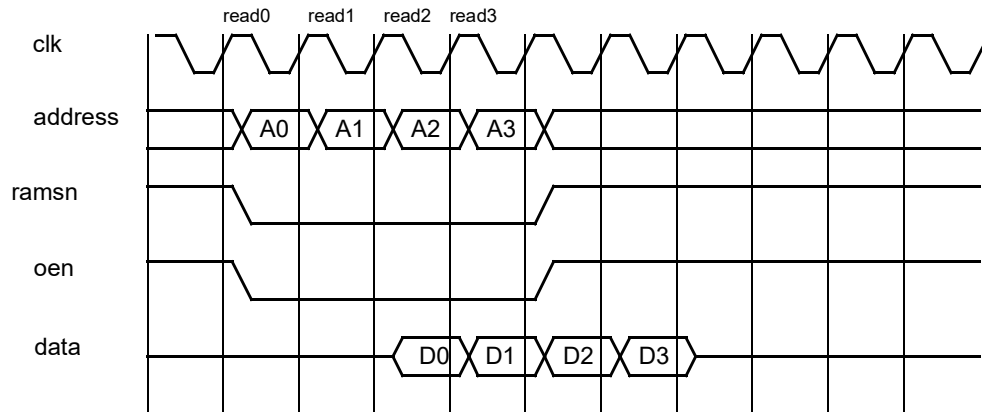 read0 read1 read2 read3
clk
address A0 A1 A2 A3
ramsn
oen
data D0 D1 D2 D3